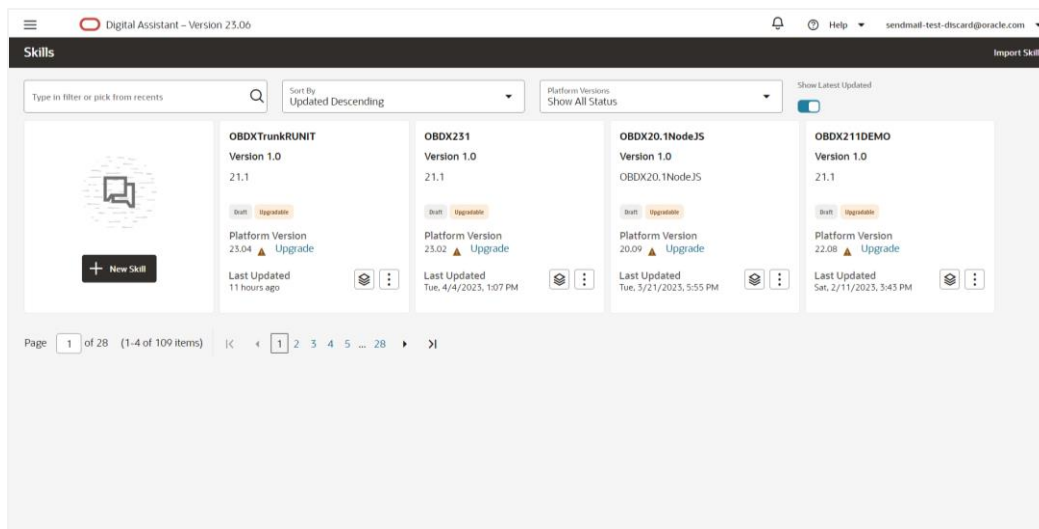 Digital Assistant – Version 23.06
Help
sendmail-test-discard@oracle.com
Skills
Import Skill
Type in filter or pick from recents
Sort By
Updated Descending
Platform Versions
Show All Status
Show Latest Updated
+ New Skill
OBDXTrunkRUNIT
Version 1.0
21.1
Draft Upgradable
Platform Version
23.04 Upgrade
Last Updated
11 hours ago
OBDX231
Version 1.0
21.1
Draft Upgradable
Platform Version
23.02 Upgrade
Last Updated
Tue, 4/4/2023, 1:07 PM
OBDX20.1NodeJS
Version 1.0
OBDX20.1NodeJS
Draft Upgradable
Platform Version
20.09 Upgrade
Last Updated
Tue, 3/21/2023, 5:55 PM
OBDX211DEMO
Version 1.0
21.1
Draft Upgradable
Platform Version
22.08 Upgrade
Last Updated
Sat, 2/11/2023, 3:43 PM
Page 1 of 28 (1-4 of 109 items) 1 2 3 4 5 ... 28